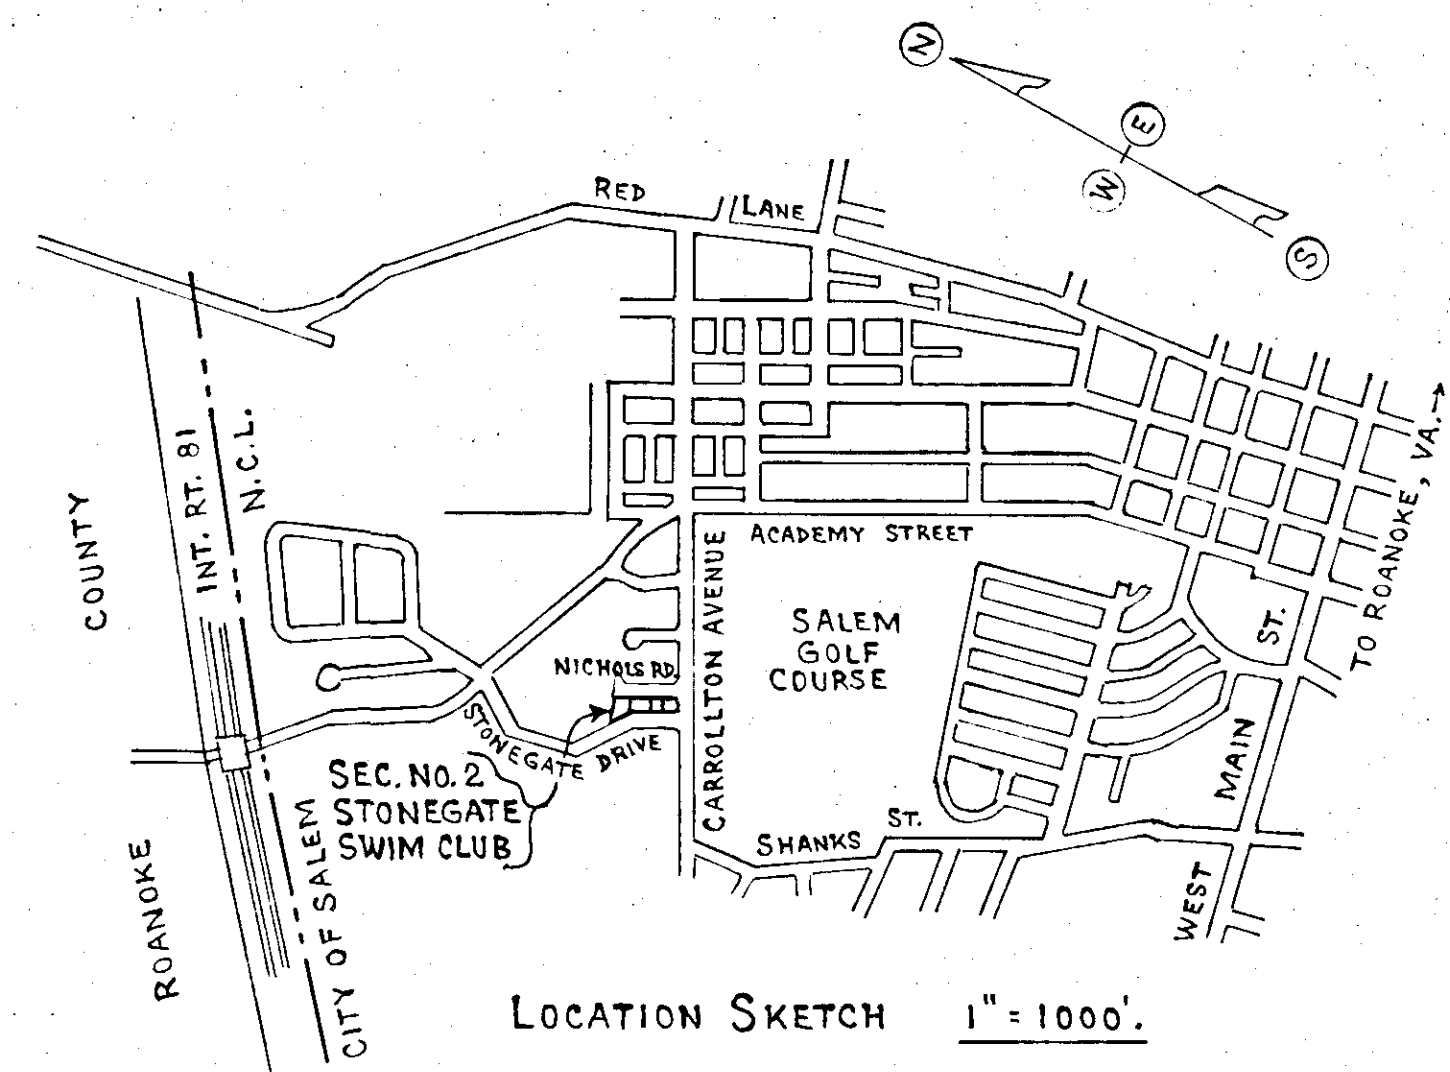 N
E
W
S
RED
LANE
INT. RT. 81
N.C.L.
COUNTY
ROANOKE
CITY OF SALEM
ACADEMY STREET
CARROLLTON AVENUE
SALEM
GOLF
COURSE
NICHOLS RD.
STONEGATE DRIVE
SEC. NO. 2
STONEGATE
SWIM CLUB
SHANKS ST.
WEST MAIN ST.
TO ROANOKE, VA.→
LOCATION SKETCH 1" = 1000'.